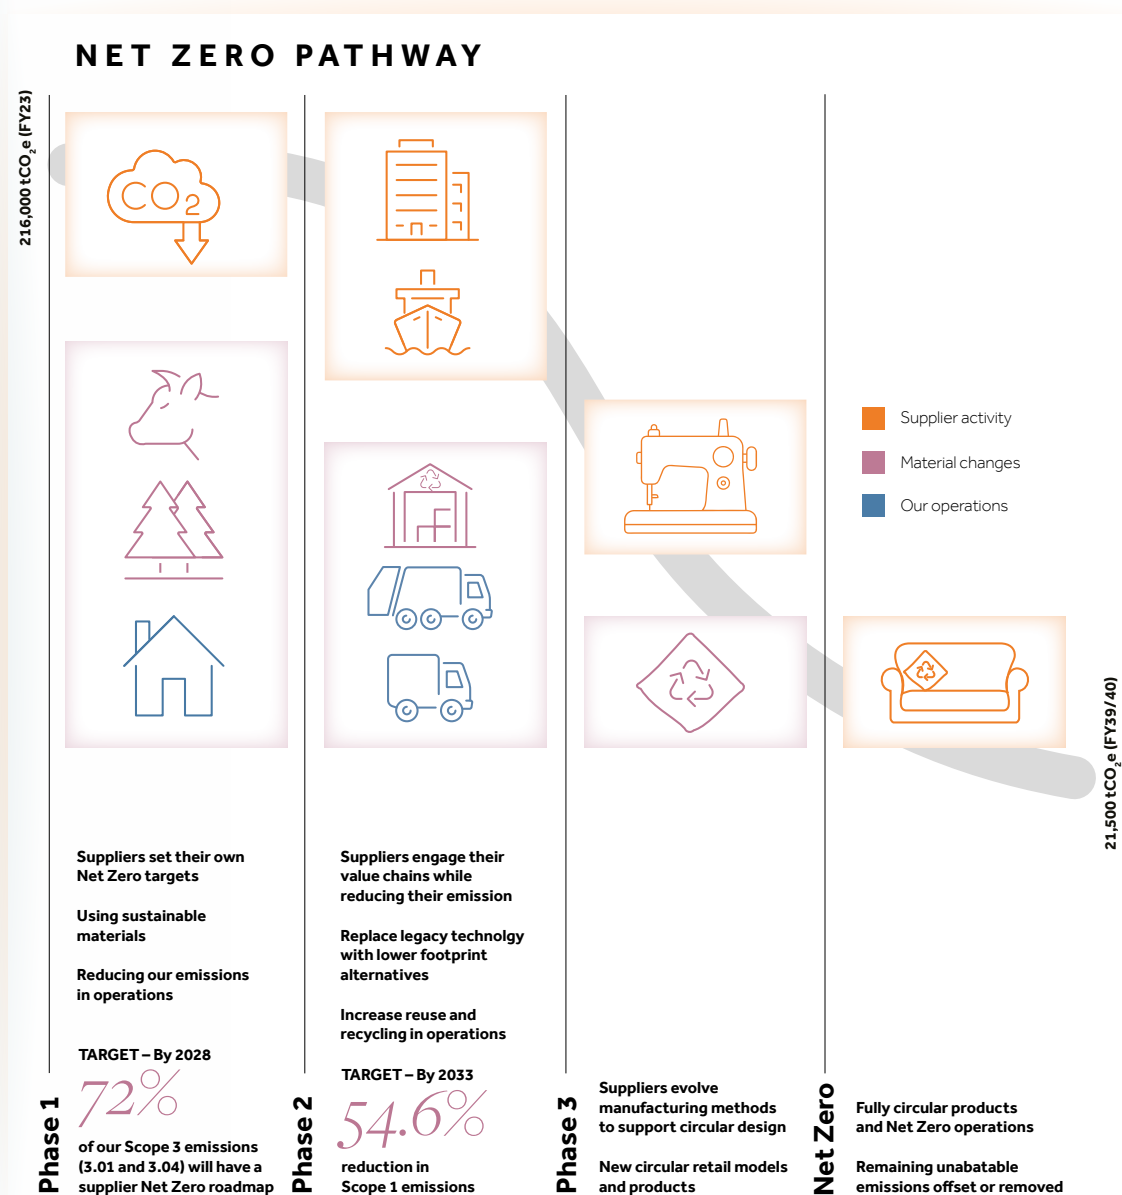 NET ZERO PATHWAY
216,000 tCO2e (FY23)
CO2
Supplier activity
Material changes
Our operations
21,500 tCO2e (FY39/40)
Phase 1
Suppliers set their own
Net Zero targets
Using sustainable
materials
Reducing our emissions
in operations
TARGET – By 2028
72%
of our Scope 3 emissions
(3.01 and 3.04) will have a
supplier Net Zero roadmap
Phase 2
Suppliers engage their
value chains while
reducing their emission
Replace legacy technolgy
with lower footprint
alternatives
Increase reuse and
recycling in operations
TARGET – By 2033
54.6%
reduction in
Scope 1 emissions
Phase 3
Suppliers evolve
manufacturing methods
to support circular design
New circular retail models
and products
Net Zero
Fully circular products
and Net Zero operations
Remaining unabatable
emissions offset or removed